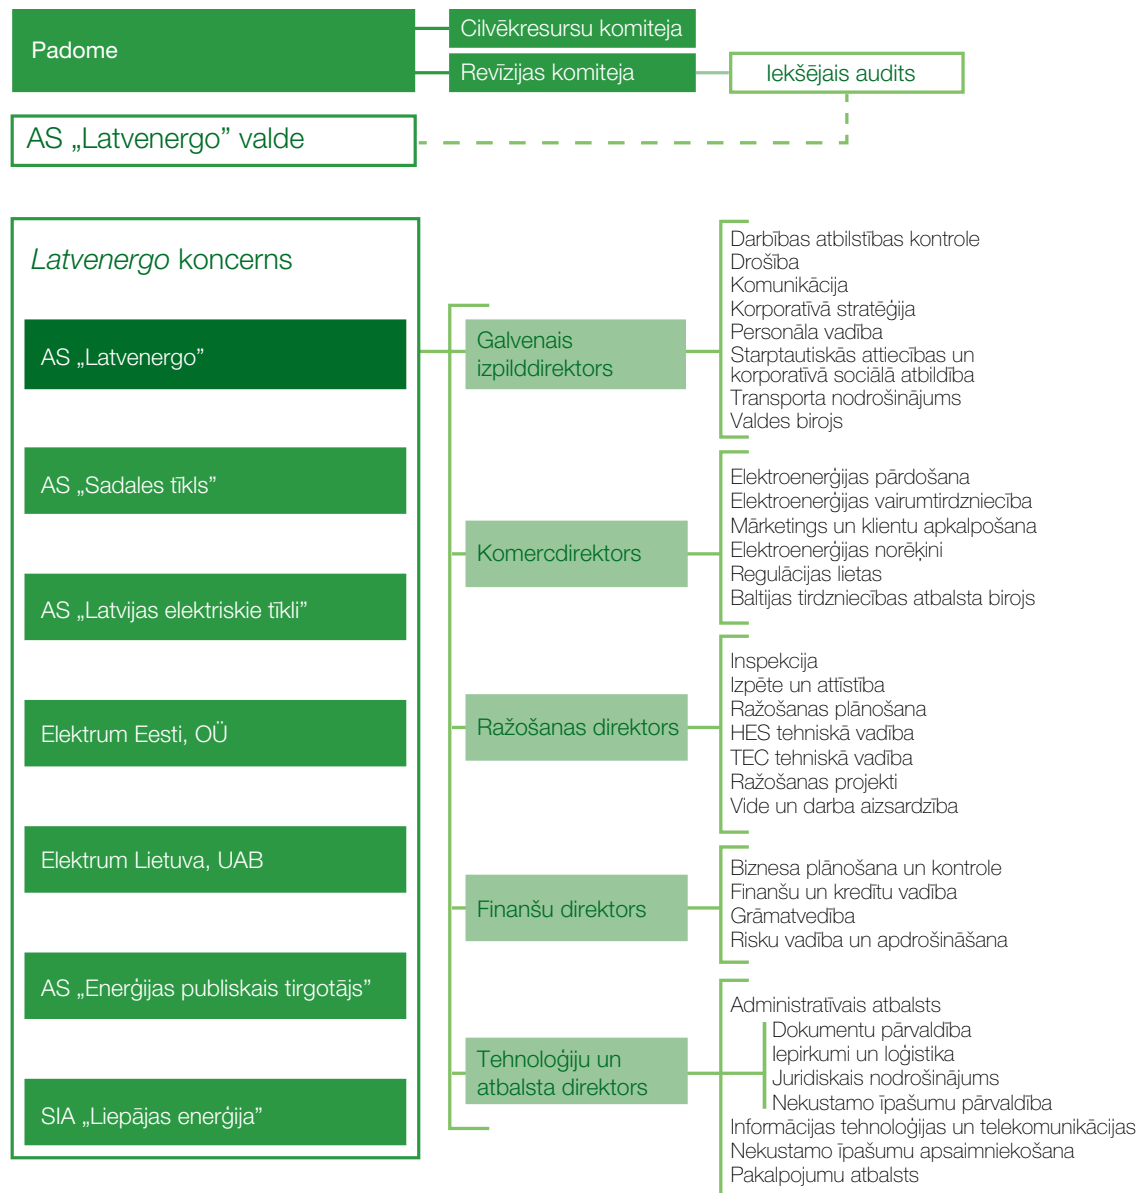 Padome
Cilvēkresursu komiteja
Revīzijas komiteja
Iekšējais audits
AS „Latvenergo” valde
Latvenergo koncerns
AS „Latvenergo”
AS „Sadales tīkls”
AS „Latvijas elektriskie tīkli”
Elektrum Eesti, OÜ
Elektrum Lietuva, UAB
AS „Enerģijas publiskais tirgotājs”
SIA „Liepājas enerģija”
Galvenais
izpilddirektors
Darbības atbilstības kontrole
Drošība
Komunikācija
Korporatīvā stratēģija
Personāla vadība
Starptautiskās attiecības un
korporatīvā sociālā atbildība
Transporta nodrošinājums
Valdes birojs
Komercdirektors
Elektroenerģijas pārdošana
Elektroenerģijas vairumtirdzniecība
Mārketings un klientu apkalpošana
Elektroenerģijas norēķini
Regulācijas lietas
Baltijas tirdzniecības atbalsta birojs
Ražošanas direktors
Inspekcija
Izpēte un attīstība
Ražošanas plānošana
HES tehniskā vadība
TEC tehniskā vadība
Ražošanas projekti
Vide un darba aizsardzība
Finanšu direktors
Biznesa plānošana un kontrole
Finanšu un kredītu vadība
Grāmatvedība
Risku vadība un apdrošināšana
Tehnoloģiju un
atbalsta direktors
Administratīvais atbalsts
Dokumentu pārvaldība
Iepirkumi un loģistika
Juridiskais nodrošinājums
Nekustamo īpašumu pārvaldība
Informācijas tehnoloģijas un telekomunikācijas
Nekustamo īpašumu apsaimniekošana
Pakalpojumu atbalsts